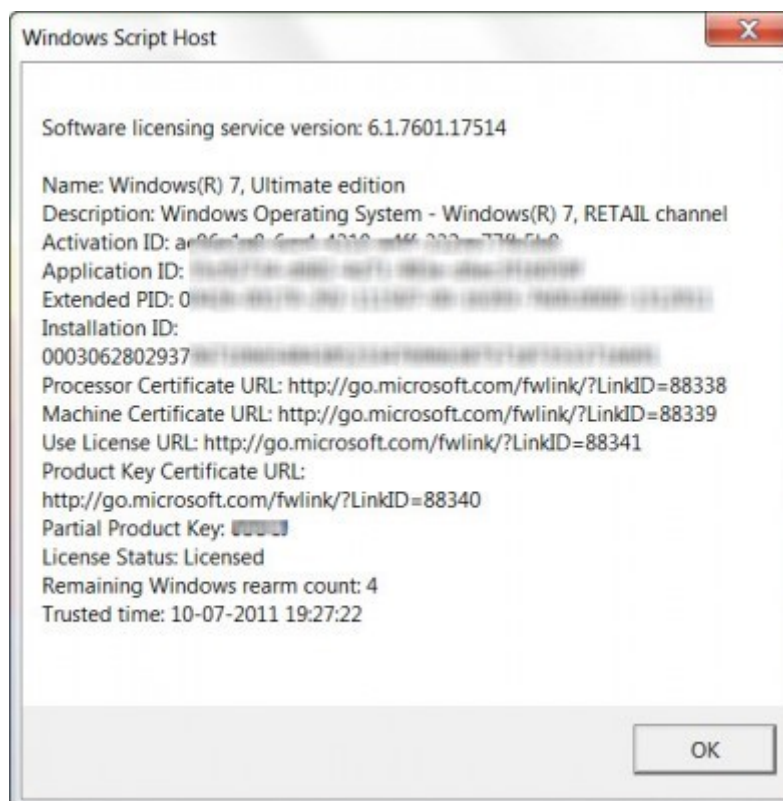 Windows Script Host
Software licensing service version: 6.1.7601.17514
Name: Windows(R) 7, Ultimate edition
Description: Windows Operating System - Windows(R) 7, RETAIL channel
Activation ID:
Application ID:
Extended PID: 0
Installation ID:
0003062802937
Processor Certificate URL: http://go.microsoft.com/fwlink/?LinkID=88338
Machine Certificate URL: http://go.microsoft.com/fwlink/?LinkID=88339
Use License URL: http://go.microsoft.com/fwlink/?LinkID=88341
Product Key Certificate URL:
http://go.microsoft.com/fwlink/?LinkID=88340
Partial Product Key:
License Status: Licensed
Remaining Windows rearm count: 4
Trusted time: 10-07-2011 19:27:22
OK